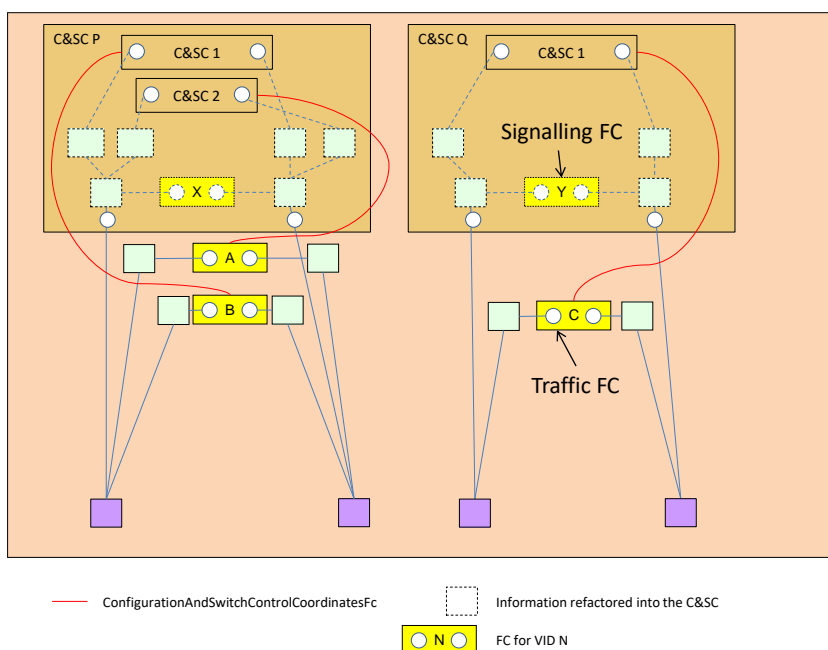 C&SC P
C&SC 1
C&SC 2
X
A
B
C&SC Q
C&SC 1
Signalling FC
Y
C
Traffic FC
ConfigurationAndSwitchControlCoordinatesFc
Information refactored into the C&SC
N
FC for VID N